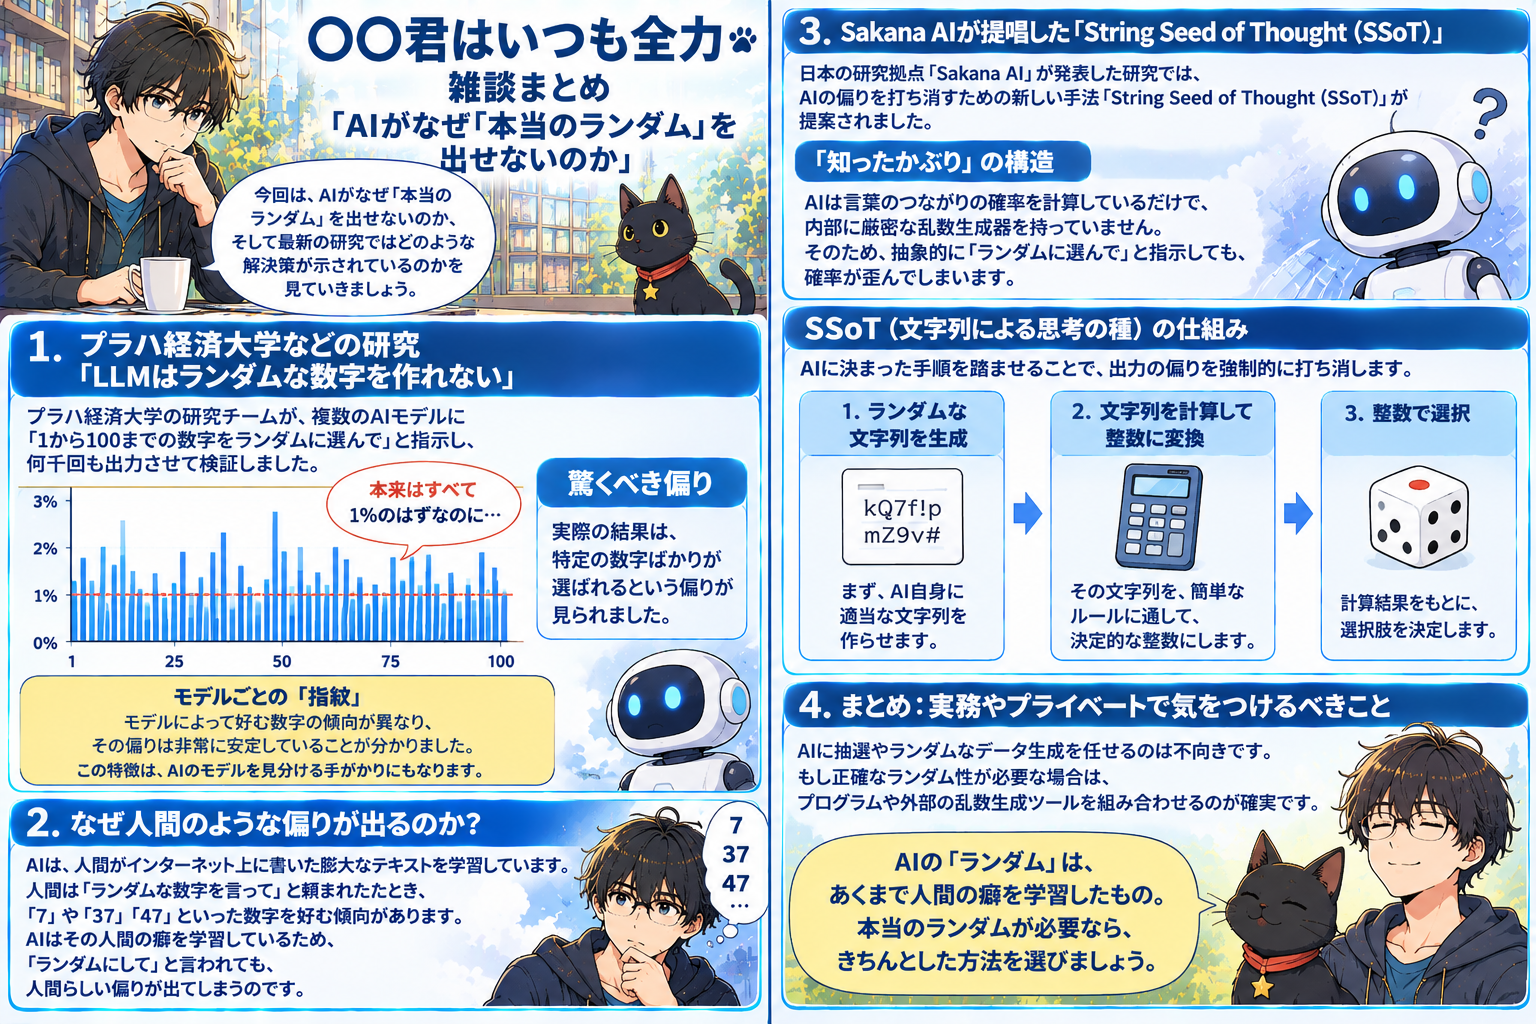 〇〇君はいつも全力
雑談まとめ
「AIがなぜ「本当のランダム」を
出せないのか」
今回は、AIがなぜ「本当の
ランダム」を出せないのか、
そして最新の研究ではどのような
解決策が示されているのかを
見ていきましょう。
1. プラハ経済大学などの研究
「LLMはランダムな数字を作れない」
プラハ経済大学の研究チームが、複数のAIモデルに
「1から100までの数字をランダムに選んで」と指示し、
何千回も出力させて検証しました。
本来はすべて
1%のはずなのに…
3%
2%
1%
0%
1 25 50 75 100
驚くべき偏り
実際の結果は、
特定の数字ばかりが
選ばれるという偏りが
見られました。
モデルごとの「指紋」
モデルによって好む数字の傾向が異なり、
その偏りは非常に安定していることが分かりました。
この特徴は、AIのモデルを見分ける手がかりにもなります。
2. なぜ人間のような偏りが出るのか?
AIは、人間がインターネット上に書いた膨大なテキストを学習しています。
人間は「ランダムな数字を言って」と頼まれたたとき、
「7」や「37」「47」といった数字を好む傾向があります。
AIはその人間の癖を学習しているため、
「ランダムにして」と言われても、
人間らしい偏りが出てしまうのです。
7
37
47
…
3. Sakana AIが提唱した「String Seed of Thought (SSoT)」
日本の研究拠点「Sakana AI」が発表した研究では、
AIの偏りを打ち消すための新しい手法「String Seed of Thought (SSoT)」が
提案されました。
?
「知ったかぶり」の構造
AIは言葉のつながりの確率を計算しているだけで、
内部に厳密な乱数生成器を持っていません。
そのため、抽象的に「ランダムに選んで」と指示しても、
確率が歪んでしまいます。
SSoT(文字列による思考の種)の仕組み
AIに決まった手順を踏ませることで、出力の偏りを強制的に打ち消します。
1. ランダムな
文字列を生成
kQ7f!p
mZ9v#
まず、AI自身に
適当な文字列を
作らせます。
2. 文字列を計算して
整数に変換
その文字列を、簡単な
ルールに通して、
決定的な整数にします。
3. 整数で選択
計算結果をもとに、
選択肢を決定します。
4. まとめ:実務やプライベートで気をつけるべきこと
AIに抽選やランダムなデータ生成を任せるのは不向きです。
もし正確なランダム性が必要な場合は、
プログラムや外部の乱数生成ツールを組み合わせるのが確実です。
AIの「ランダム」は、
あくまで人間の癖を学習したもの。
本当のランダムが必要なら、
きちんとした方法を選びましょう。